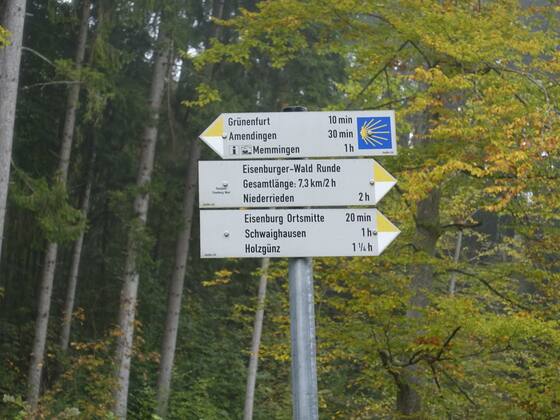 Grünenfurt 10 min
Amendingen 30 min
i Memmingen 1 h
Eisenburger-Wald Runde
Gesamtlänge: 7,3 km/2 h
Niederrieden 2 h
Eisenburg Ortsmitte 20 min
Schwaighausen 1 h
Holzgünz 1 ¼ h